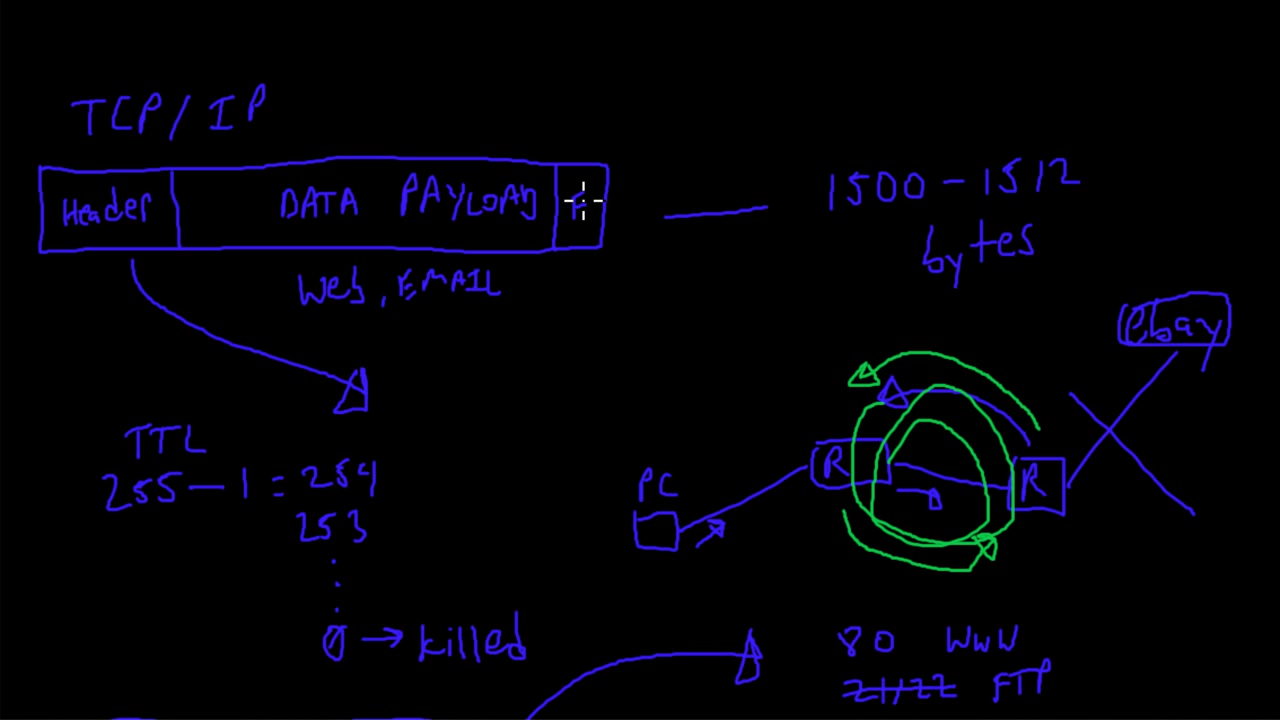 TCP/IP
Header DATA PAYLOAD F
1500-1512
bytes
Web, EMAIL
ebay
TTL
255-1=254
253
0→killed
PC
R
R
80 WWW
21/22 FTP